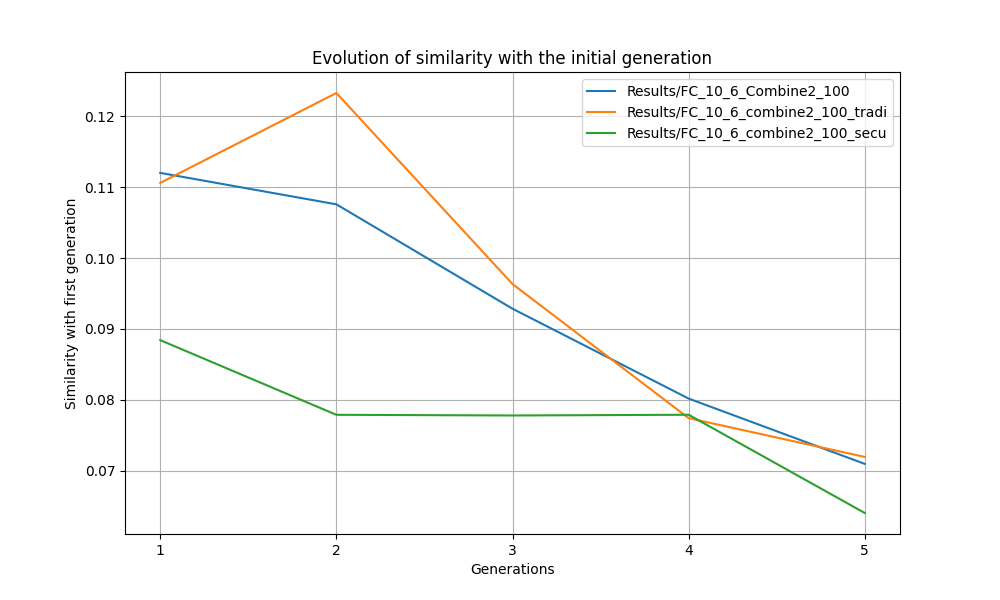 Evolution of similarity with the initial generation
Results/FC_10_6_Combine2_100
Results/FC_10_6_combine2_100_tradi
Results/FC_10_6_combine2_100_secu
Similarity with first generation
0.12
0.11
0.10
0.09
0.08
0.07
1 2 3 4 5
Generations